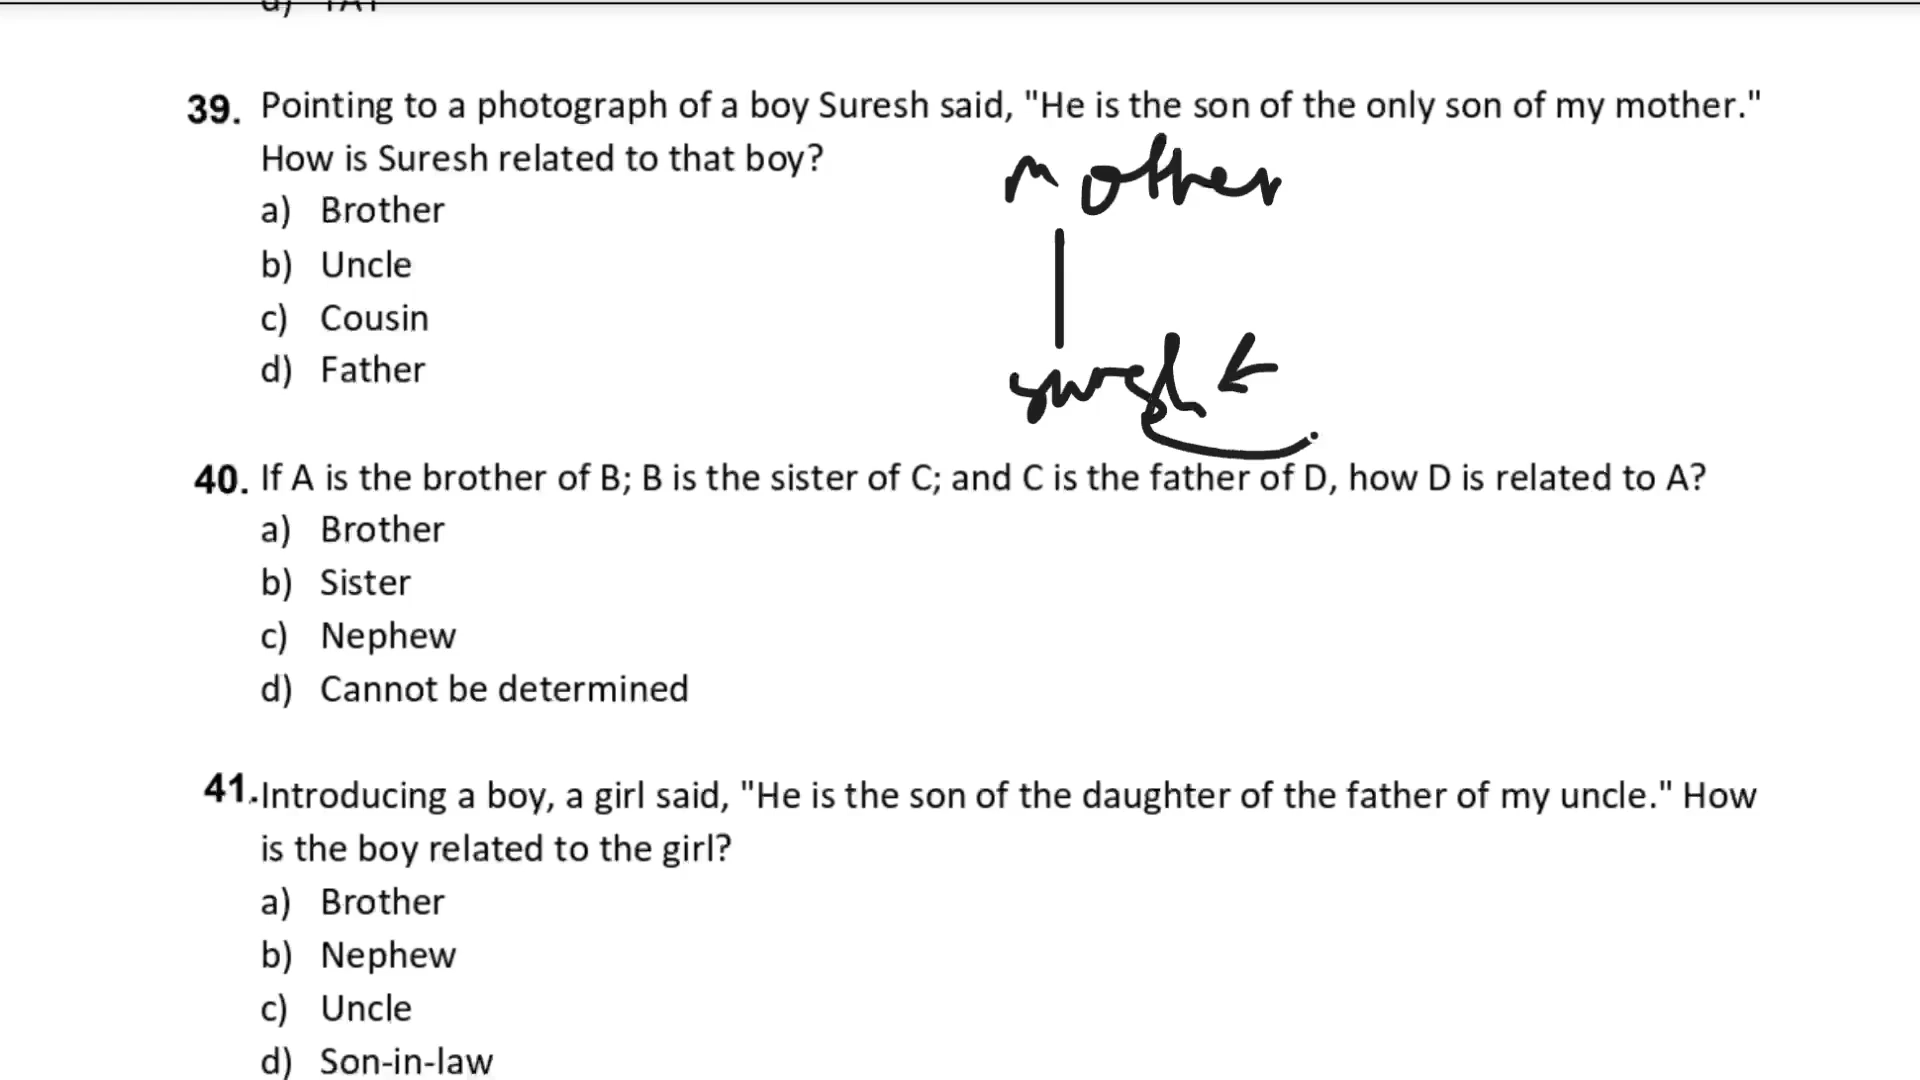 39. Pointing to a photograph of a boy Suresh said, "He is the son of the only son of my mother."
How is Suresh related to that boy?
a) Brother
b) Uncle
c) Cousin
d) Father
mother
suresh
40. If A is the brother of B; B is the sister of C; and C is the father of D, how D is related to A?
a) Brother
b) Sister
c) Nephew
d) Cannot be determined
41. Introducing a boy, a girl said, "He is the son of the daughter of the father of my uncle." How
is the boy related to the girl?
a) Brother
b) Nephew
c) Uncle
d) Son-in-law